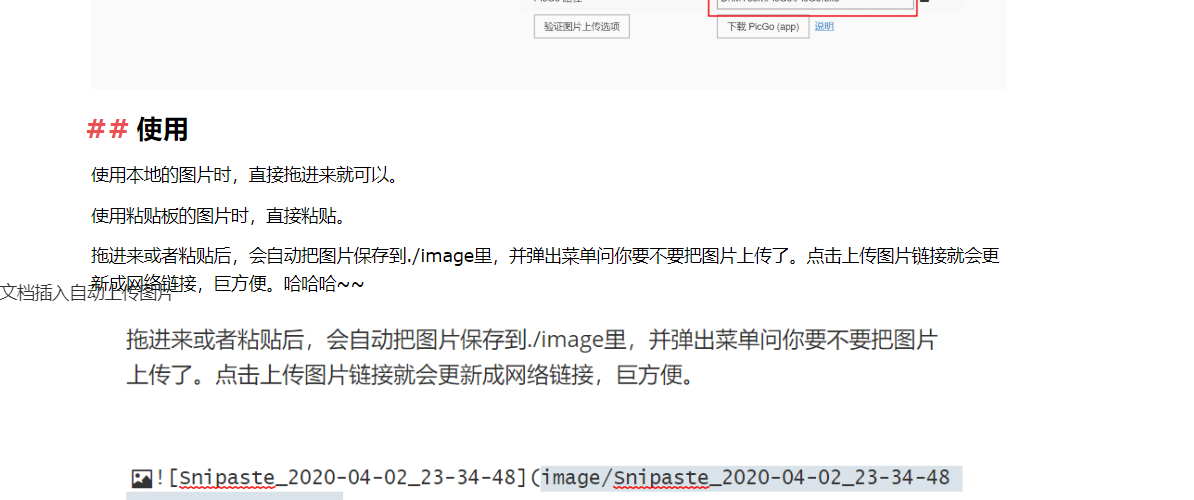 验证图片上传选项
下载 PicGo (app) 说明
## 使用
使用本地的图片时，直接拖进来就可以。
使用粘贴板的图片时，直接粘贴。
拖进来或者粘贴后，会自动把图片保存到./image里，并弹出菜单问你要不要把图片上传了。点击上传图片链接就会更
新成网络链接，巨方便。哈哈哈~~
文档插入自动上传图片
拖进来或者粘贴后，会自动把图片保存到./image里，并弹出菜单问你要不要把图片
上传了。点击上传图片链接就会更新成网络链接，巨方便。
![Snipaste_2020-04-02_23-34-48](image/Snipaste_2020-04-02_23-34-48